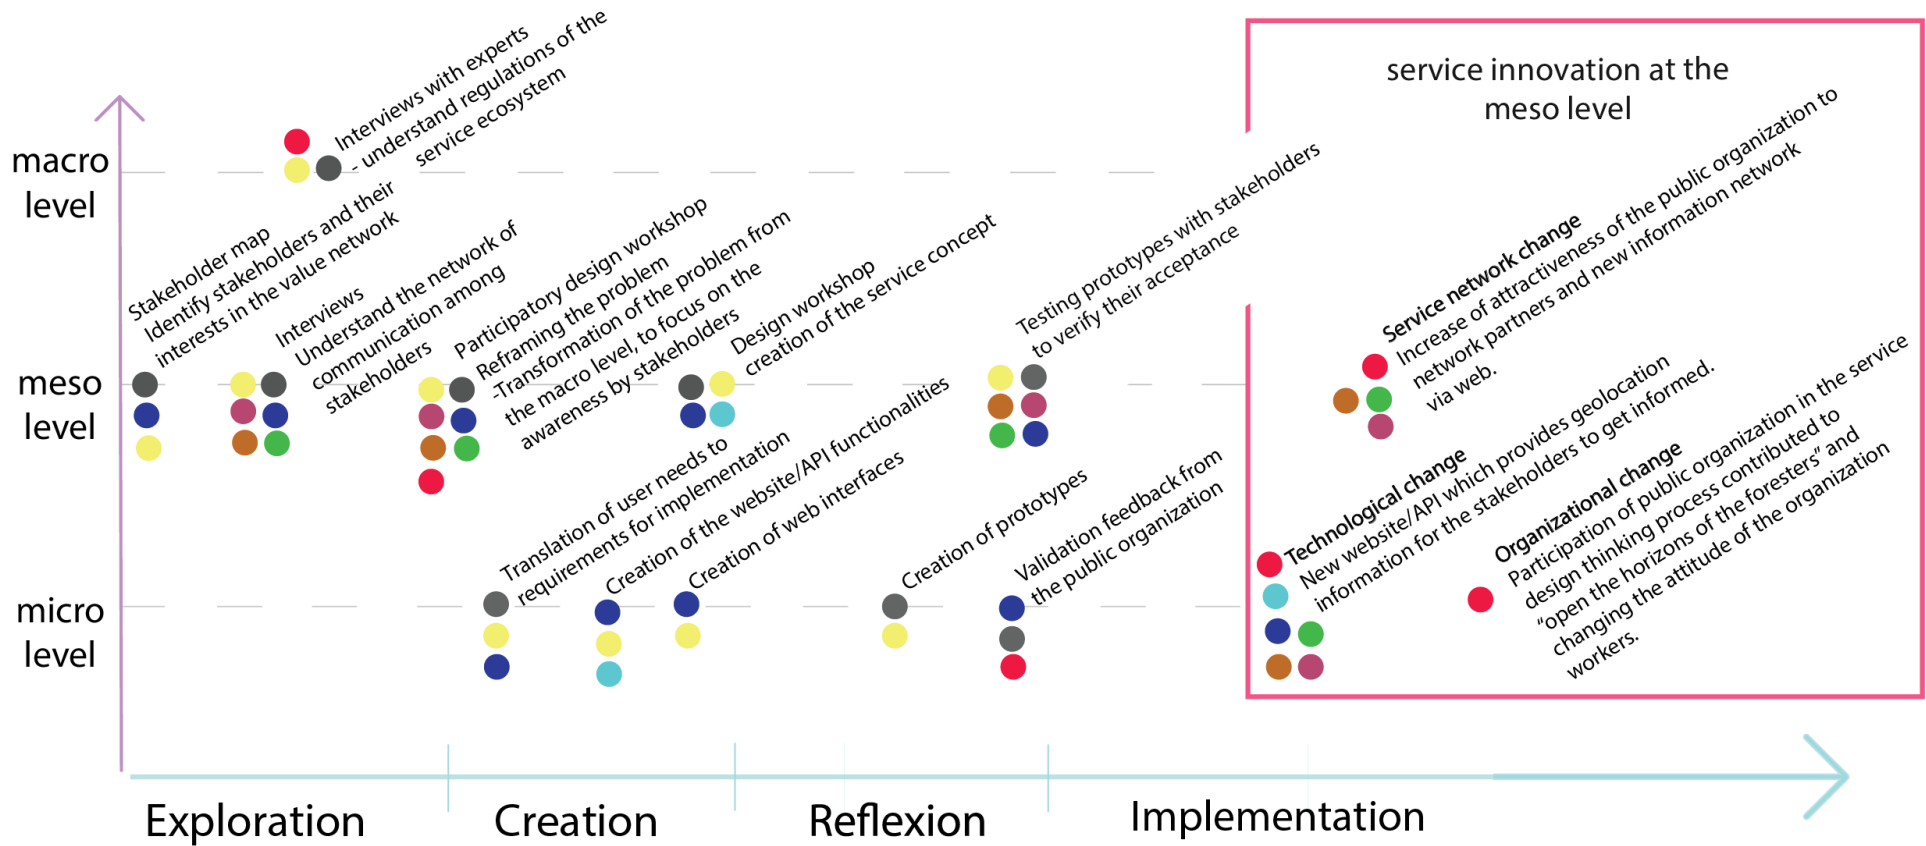 macro
level
meso
level
micro
level
Interviews with experts
- understand regulations of the
service ecosystem
Stakeholder map
Identify stakeholders and their
interests in the value network
Interviews
Understand the network of
communication among
stakeholders
Participatory design workshop
Reframing the problem
-Transformation of the problem from
the macro level, to focus on the
awareness by stakeholders
Design workshop
creation of the service concept
Testing prototypes with stakeholders
to verify their acceptance
Translation of user needs to
requirements for implementation
Creation of the website/API functionalities
Creation of web interfaces
Creation of prototypes
Validation feedback from
the public organization
service innovation at the
meso level
Service network change
Increase of attractiveness of the public organization to
network partners and new information network
via web.
Technological change
New website/API which provides geolocation
information for the stakeholders to get informed.
Organizational change
Participation of public organization in the service
design thinking process contributed to
“open the horizons of the foresters” and
changing the attitude of the organization
workers.
Exploration
Creation
Reflexion
Implementation